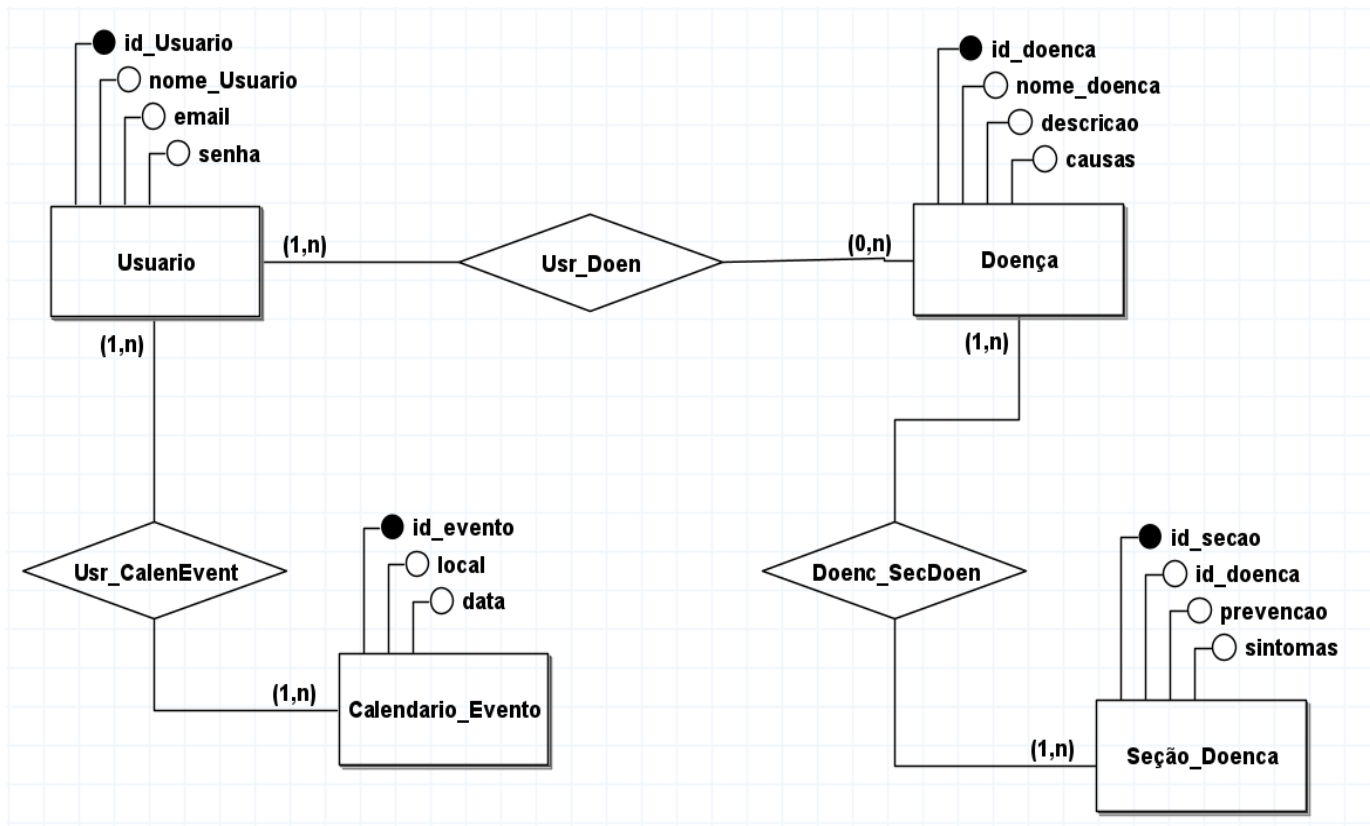 id_Usuario
nome_Usuario
email
senha
Usuario
(1,n)
Usr_Doen
(0,n)
id_doenca
nome_doenca
descricao
causas
Doença
(1,n)
Usr_CalenEvent
(1,n)
id_evento
local
data
Calendario_Evento
(1,n)
Doenc_SecDoen
(1,n)
id_secao
id_doenca
prevencao
sintomas
Seção_Doenca